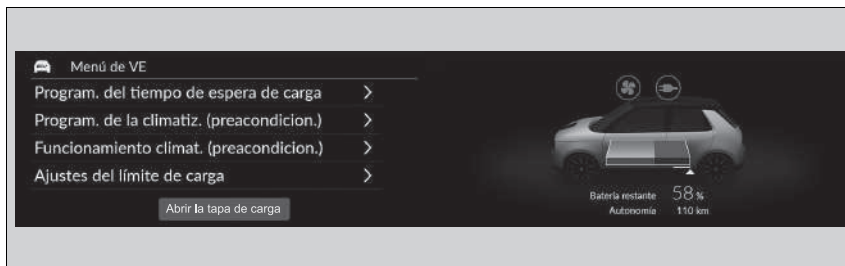 Menú de VE
Program. del tiempo de espera de carga
Program. de la climatiz. (preacondicion.)
Funcionamiento climat. (preacondicion.)
Ajustes del límite de carga
Abrir la tapa de carga
Batería restante 58 %
Autonomía 110 km